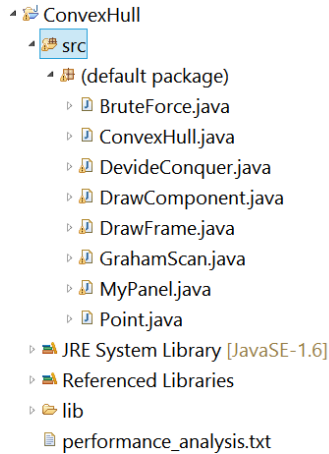 ConvexHull
src
(default package)
BruteForce.java
ConvexHull.java
DevideConquer.java
DrawComponent.java
DrawFrame.java
GrahamScan.java
MyPanel.java
Point.java
JRE System Library [JavaSE-1.6]
Referenced Libraries
lib
performance_analysis.txt